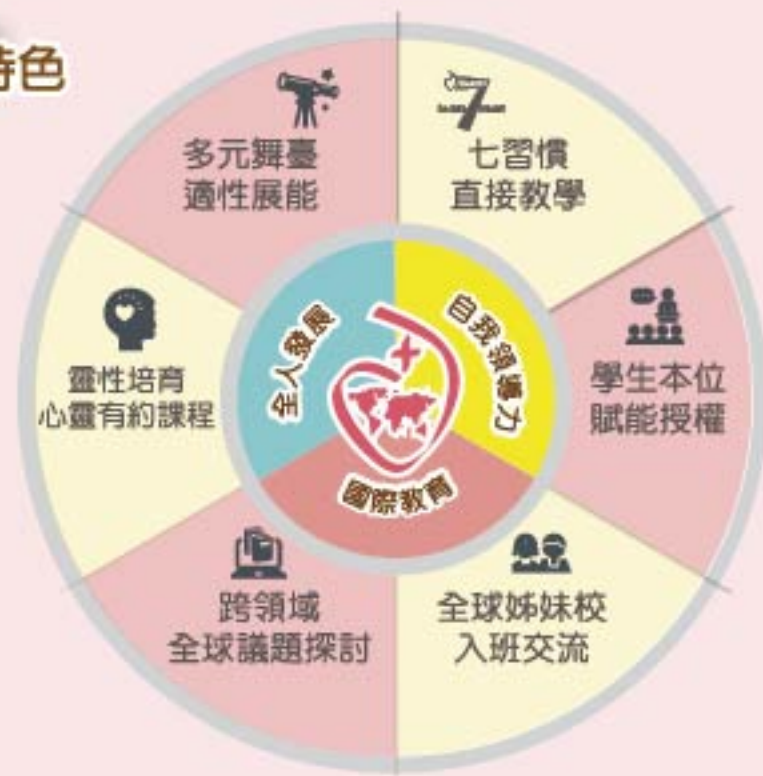 特色
多元舞臺
適性展能
七習慣
直接教學
靈性培育
心靈有約課程
學生本位
賦能授權
跨領域
全球議題探討
全球姊妹校
入班交流
全人發展
自我領導力
國際教育
7